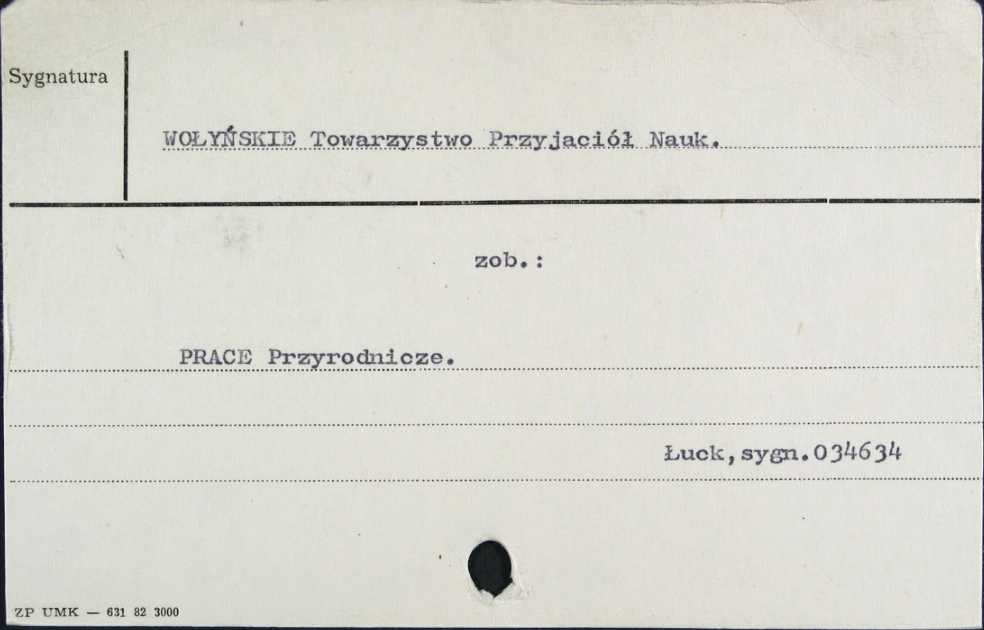 Sygnatura
WOŁYŃSKIE Towarzystwo Przyjaciół Nauk.
zob.:
PRACE Przyrodnicze.
Łuck,sygn.034634
ZP UMK — 631 82 3000